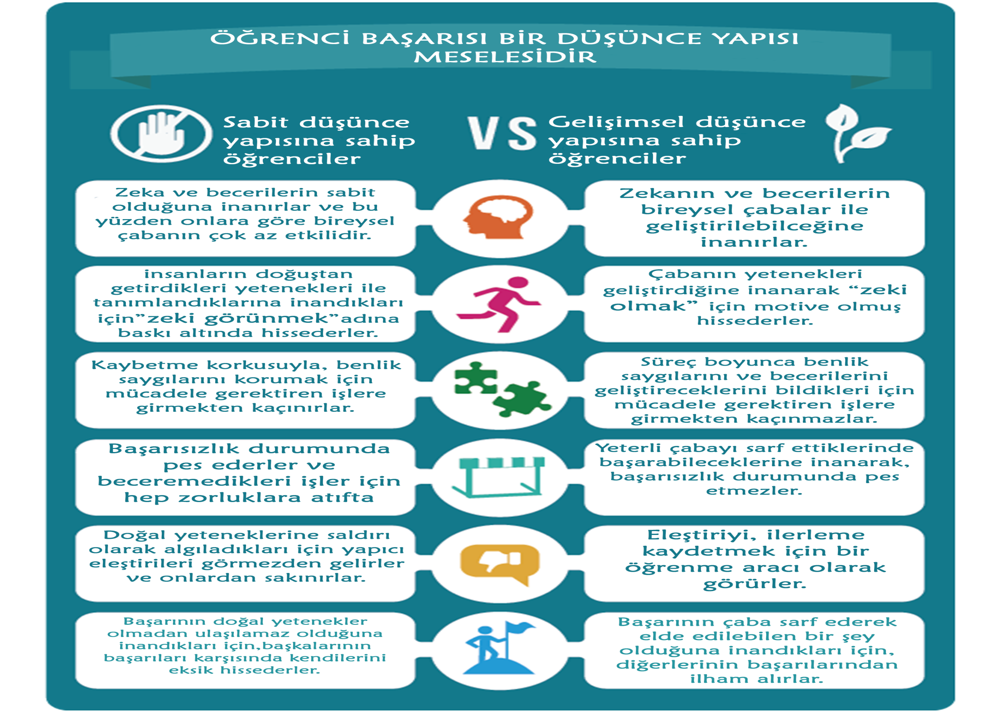 ÖĞRENCİ BAŞARISI BİR DÜŞÜNCE YAPISI
MESELESİDİR
Sabit düşünce
yapısına sahip
öğrenciler
VS
Gelişimsel düşünce
yapısına sahip
öğrenciler
Zeka ve becerilerin sabit
olduğuna inanırlar ve bu
yüzden onlara göre bireysel
çabanın çok az etkilidir.
Zekanın ve becerilerin
bireysel çabalar ile
geliştirilebilceğine
inanırlar.
insanların doğuştan
getirdikleri yetenekleri ile
tanımlandıklarına inandıkları
için”zeki görünmek”adına
baskı altında hissederler.
Çabanın yetenekleri
geliştirdiğine inanarak “zeki
olmak” için motive olmuş
hissederler.
Kaybetme korkusuyla, benlik
saygılarını korumak için
mücadele gerektiren işlere
girmekten kaçınırlar.
Süreç boyunca benlik
saygılarını ve becerilerini
geliştireceklerini bildikleri için
mücadele gerektiren işlere
girmekten kaçınmazlar.
Başarısızlık durumunda
pes ederler ve
beceremedikleri işler için
hep zorluklara atıfta
Yeterli çabayı sarf ettiklerinde
başarabileceklerine inanarak,
başarısızlık durumunda pes
etmezler.
Doğal yeteneklerine saldırı
olarak algıladıkları için yapıcı
eleştirileri görmezden gelirler
ve onlardan sakınırlar.
Eleştiriyi, ilerleme
kaydetmek için bir
öğrenme aracı olarak
görürler.
Başarının doğal yetenekler
olmadan ulaşılamaz olduğuna
inandıkları için,başkalarının
başarıları karşısında kendilerini
eksik hissederler.
Başarının çaba sarf ederek
elde edilebilen bir şey
olduğuna inandıkları için,
diğerlerinin başarılarından
ilham alırlar.